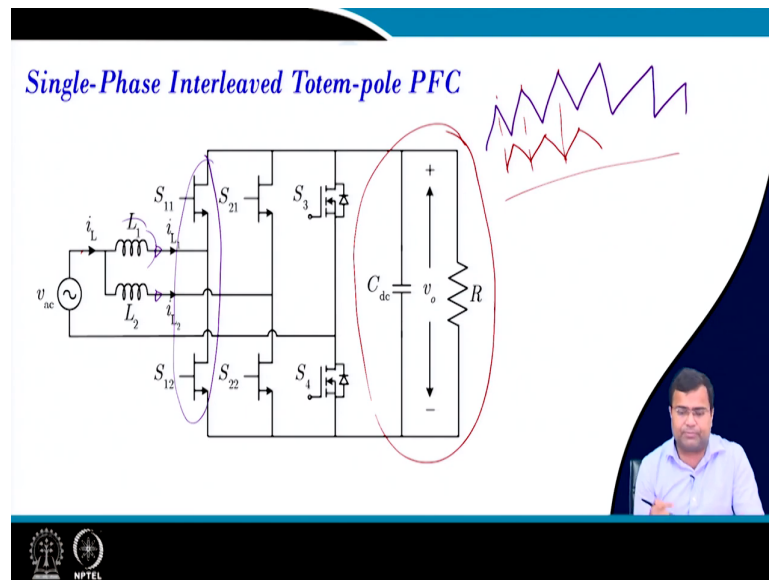 Single-Phase Interleaved Totem-pole PFC
S11 S21 S3
iL L1 iL1
vac L2 iL2
Cdc vo R
+
−
S12 S22 S4
NPTEL